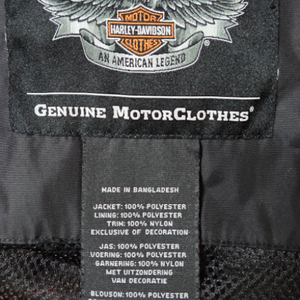 MOTOR
HARLEY-DAVIDSON
CLOTHES
AN AMERICAN LEGEND
GENUINE MOTORCLOTHES®
MADE IN BANGLADESH
JACKET: 100% POLYESTER
LINING: 100% POLYESTER
TRIM: 100% NYLON
EXCLUSIVE OF DECORATION
JAS: 100% POLYESTER
VOERING: 100% POLYESTER
GARNERING: 100% NYLON
MET UITZONDERING
VAN DECORATIE
BLOUSON: 100% POLYESTER